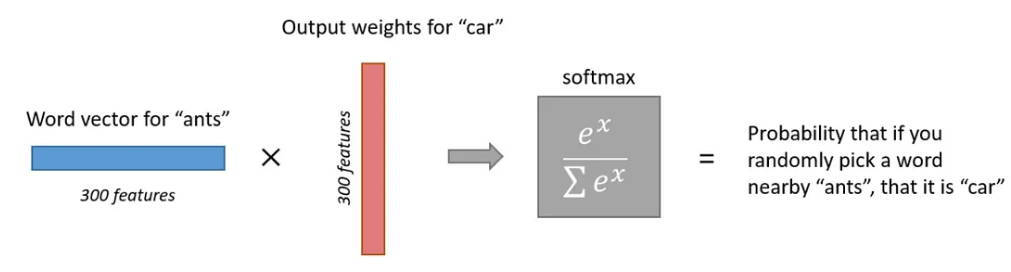 Output weights for “car”
softmax
Word vector for “ants”
×
300 features
300 features
e^x
∑ e^x
=
Probability that if you
randomly pick a word
nearby “ants”, that it is “car”